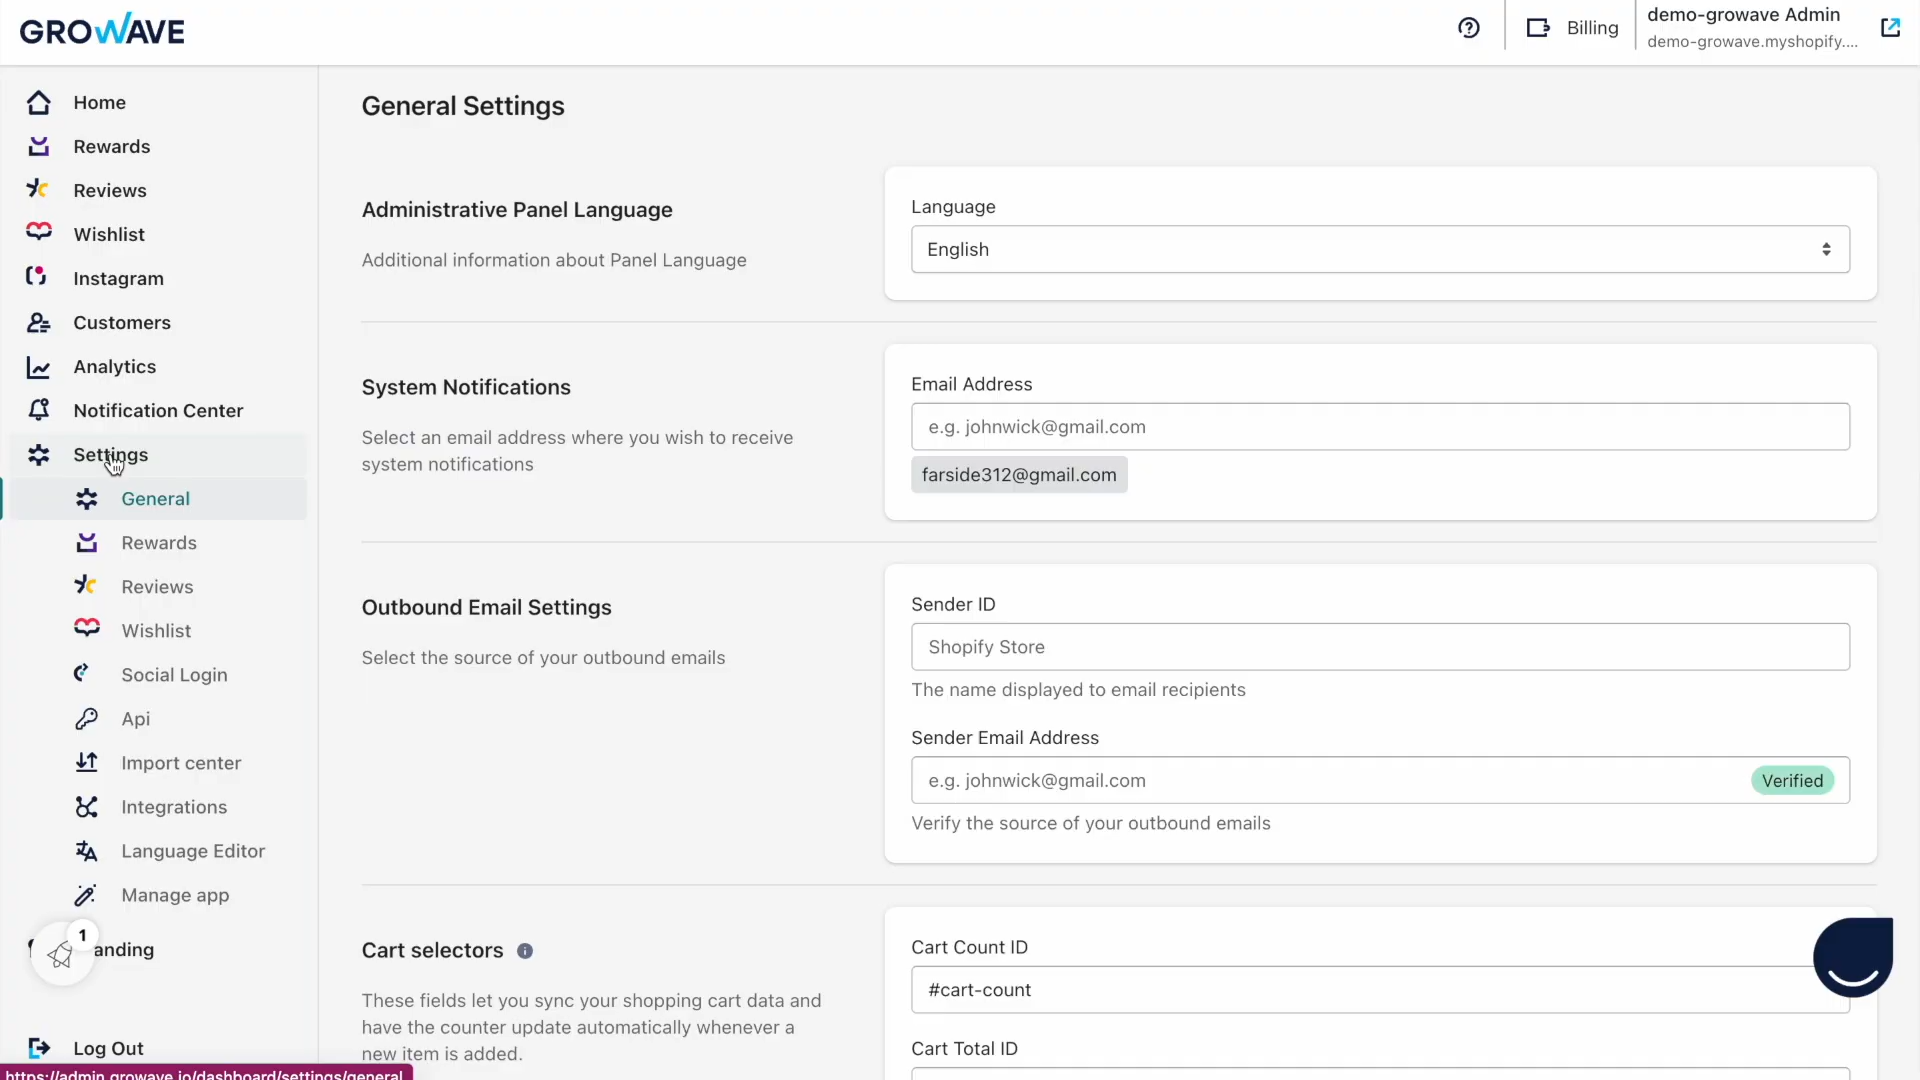 GROWAVE
Billing
demo-growave Admin
demo-growave.myshopify....
Home
Rewards
Reviews
Wishlist
Instagram
Customers
Analytics
Notification Center
Settings
General
Rewards
Reviews
Wishlist
Social Login
Api
Import center
Integrations
Language Editor
Manage app
1
anding
Log Out
https://admin.growave.io/dashboard/settings/general
General Settings
Administrative Panel Language
Additional information about Panel Language
Language
English
System Notifications
Select an email address where you wish to receive
system notifications
Email Address
e.g. johnwick@gmail.com
farside312@gmail.com
Outbound Email Settings
Select the source of your outbound emails
Sender ID
Shopify Store
The name displayed to email recipients
Sender Email Address
e.g. johnwick@gmail.com
Verified
Verify the source of your outbound emails
Cart selectors
These fields let you sync your shopping cart data and
have the counter update automatically whenever a
new item is added.
Cart Count ID
#cart-count
Cart Total ID